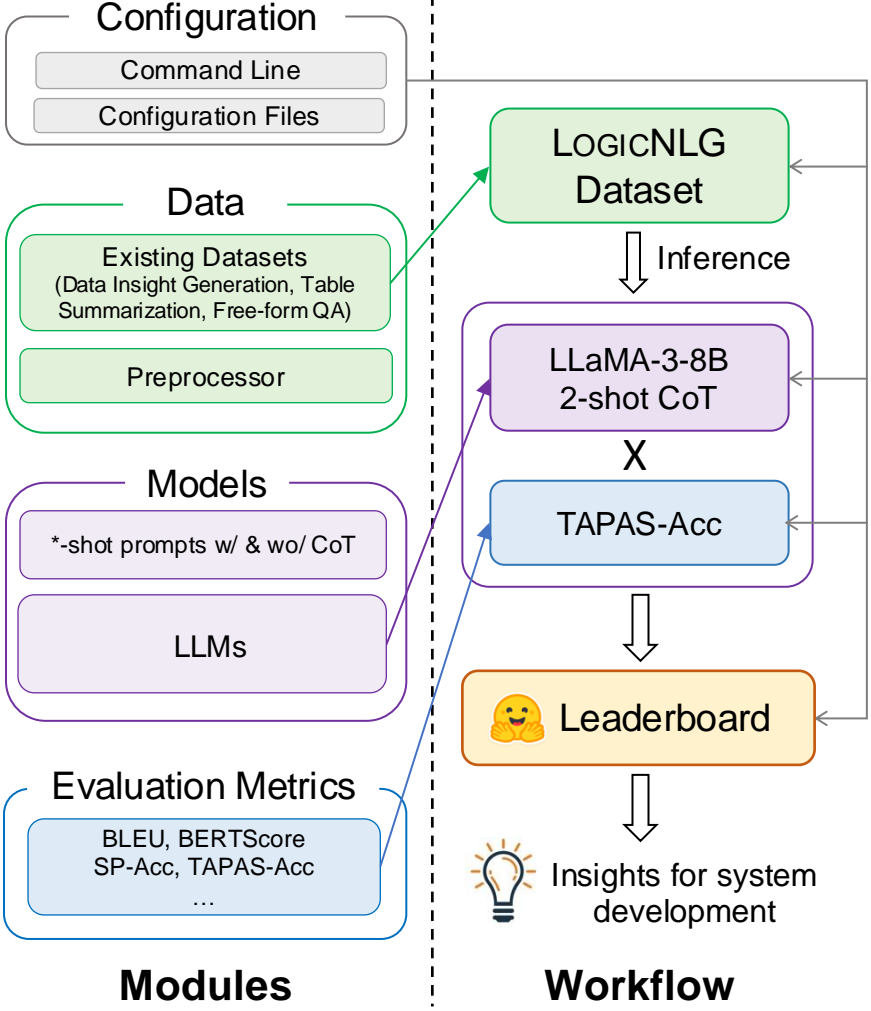 Configuration
Command Line
Configuration Files
Data
Existing Datasets
(Data Insight Generation, Table
Summarization, Free-form QA)
Preprocessor
Models
*-shot prompts w/ & wo/ CoT
LLMs
Evaluation Metrics
BLEU, BERTScore
SP-Acc, TAPAS-Acc
...
Modules
LOGICNLG
Dataset
Inference
LLaMA-3-8B
2-shot CoT
X
TAPAS-Acc
Leaderboard
Insights for system
development
Workflow